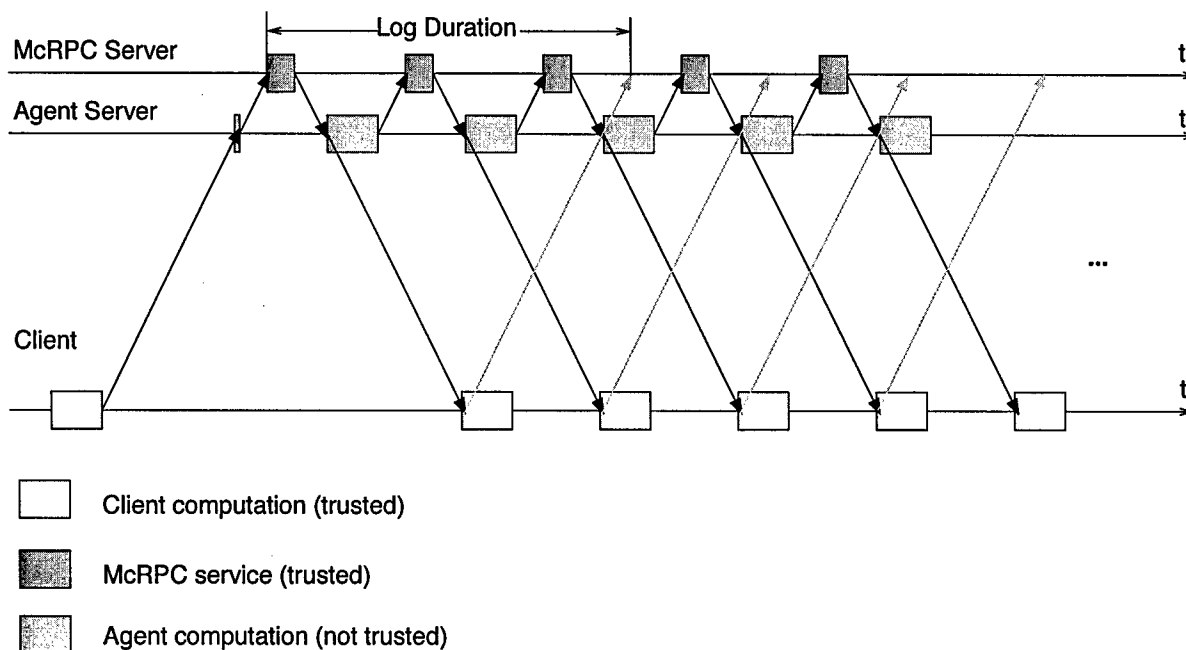 Log Duration
McRPC Server
t
Agent Server
t
...
Client
t
Client computation (trusted)
McRPC service (trusted)
Agent computation (not trusted)